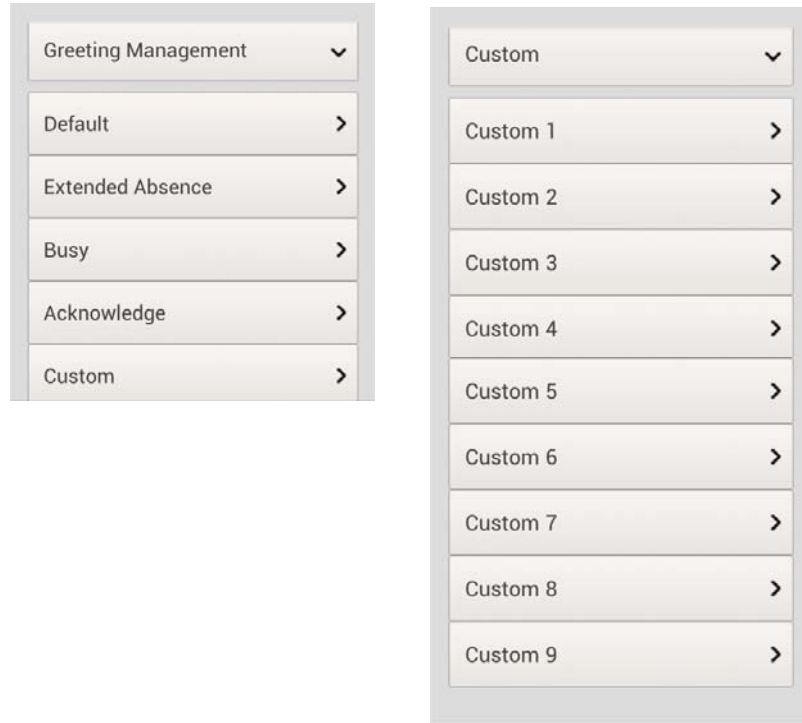 Greeting Management
Default
Extended Absence
Busy
Acknowledge
Custom
Custom
Custom 1
Custom 2
Custom 3
Custom 4
Custom 5
Custom 6
Custom 7
Custom 8
Custom 9